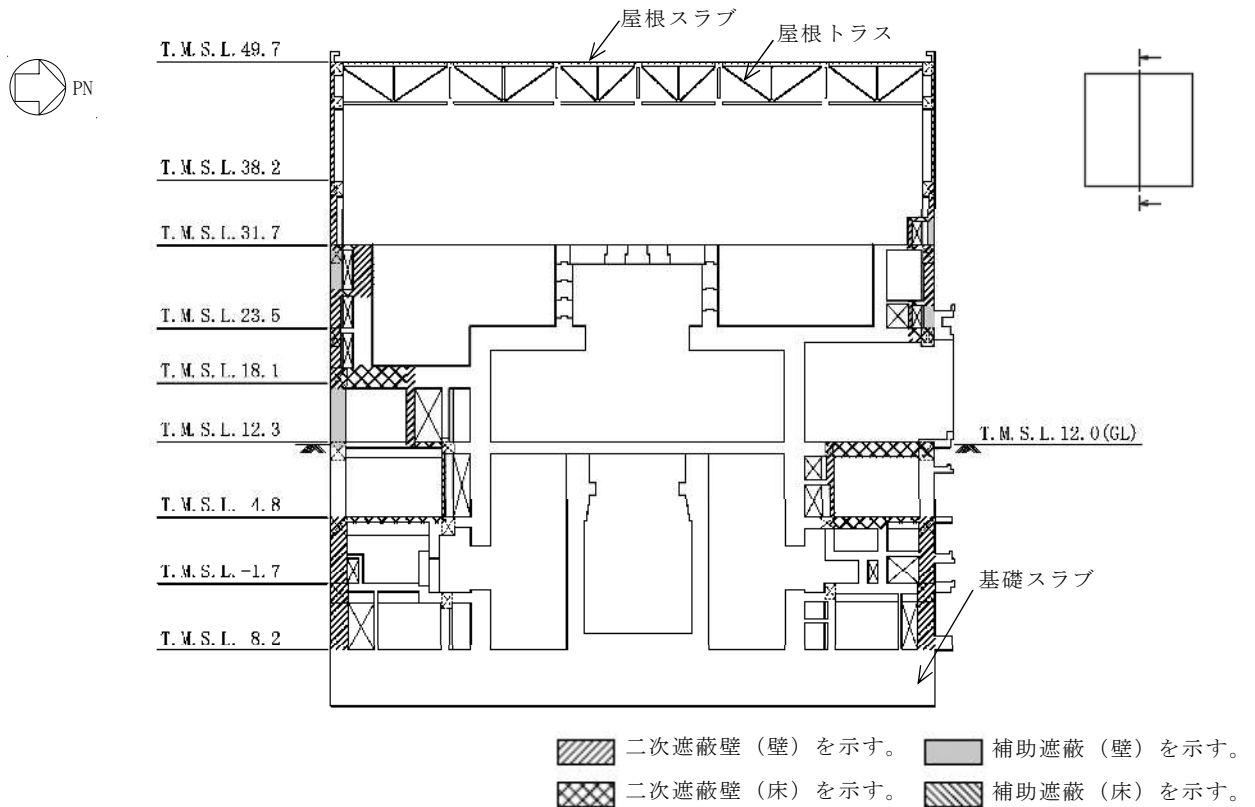 屋根スラブ
屋根トラス
T.M.S.L.49.7
PN
T.M.S.L.38.2
T.M.S.L.31.7
T.M.S.L.23.5
T.M.S.L.18.1
T.M.S.L.12.3
T.M.S.L.12.0(GL)
T.M.S.L. 4.8
T.M.S.L.-1.7
基礎スラブ
T.M.S.L. 8.2
二次遮蔽壁(壁)を示す。
補助遮蔽(壁)を示す。
二次遮蔽壁(床)を示す。
補助遮蔽(床)を示す。